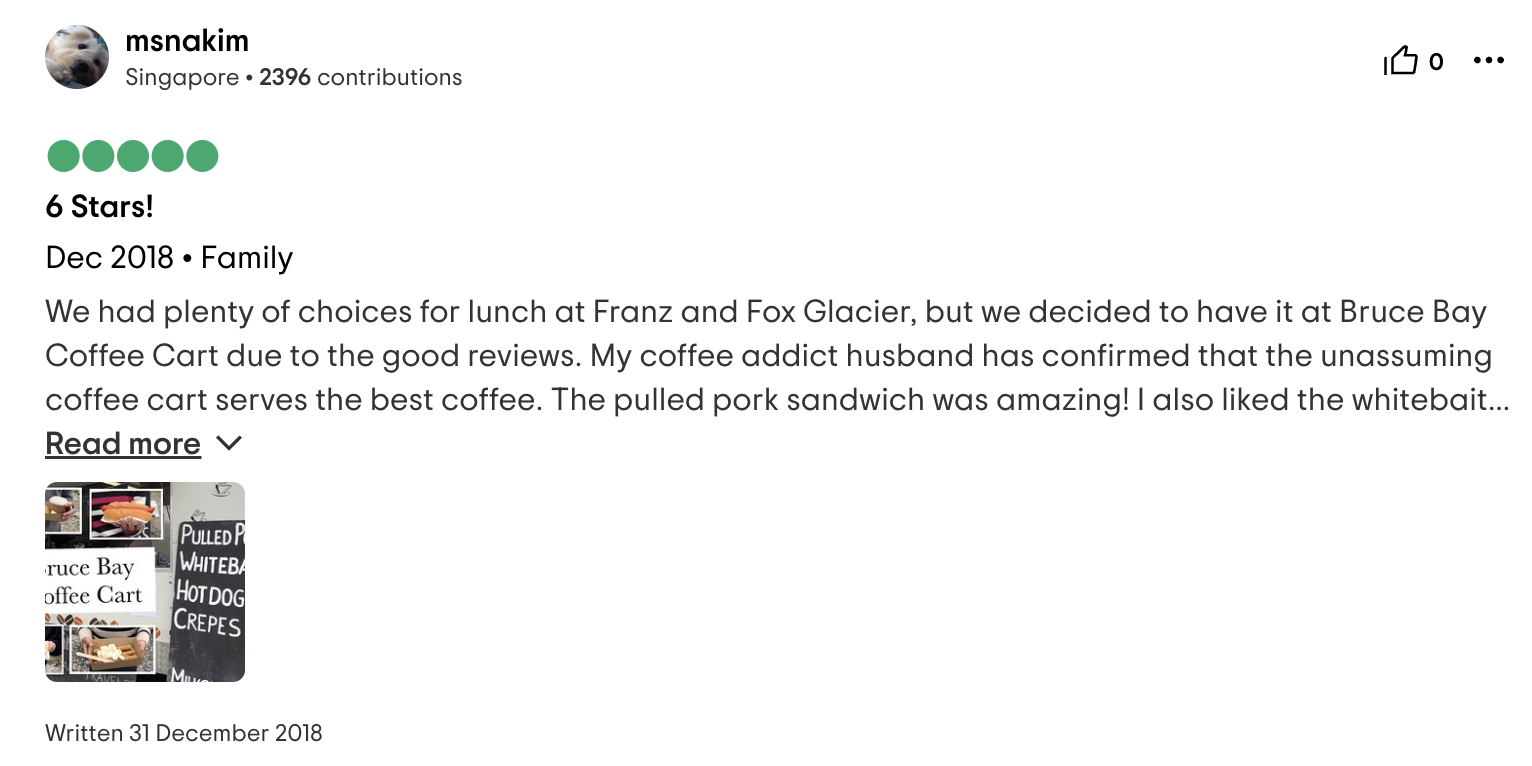 msnakim
Singapore • 2396 contributions
0
6 Stars!
Dec 2018 • Family
We had plenty of choices for lunch at Franz and Fox Glacier, but we decided to have it at Bruce Bay
Coffee Cart due to the good reviews. My coffee addict husband has confirmed that the unassuming
coffee cart serves the best coffee. The pulled pork sandwich was amazing! I also liked the whitebait...
Read more
ruce Bay
offee Cart
PULLED P
WHITEBA
HOT DOG
CREPES
Written 31 December 2018